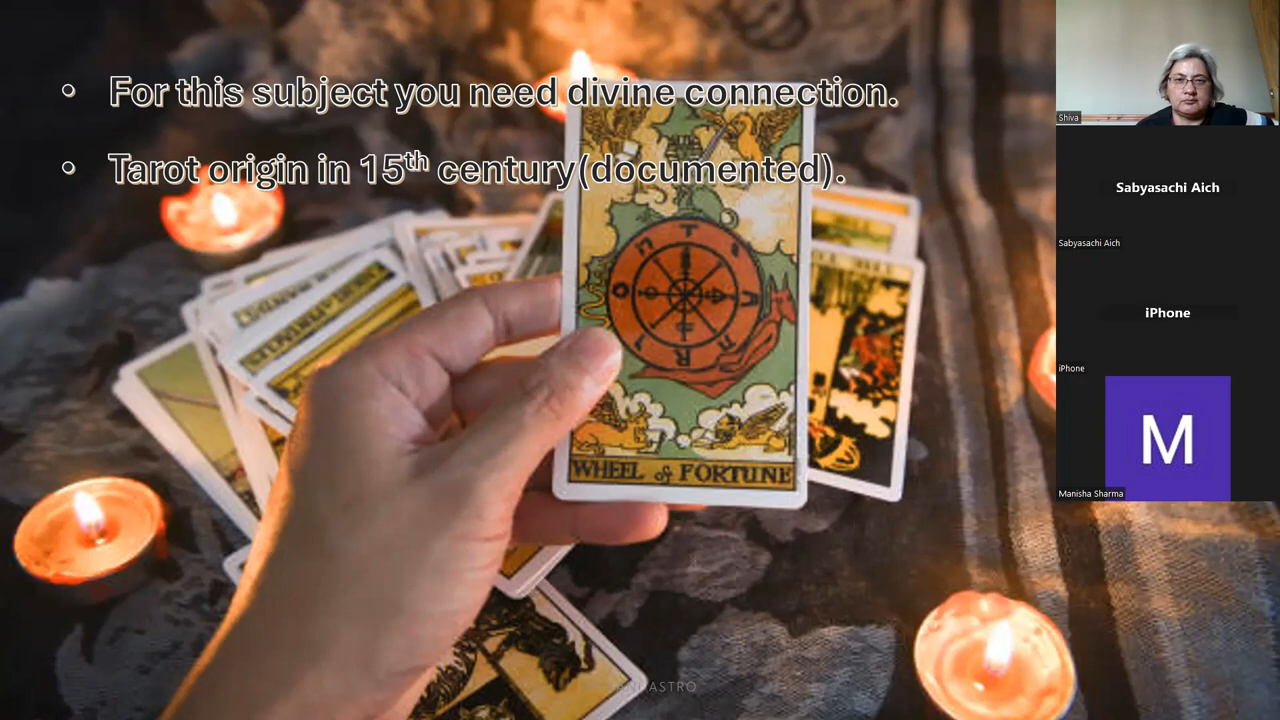 • For this subject you need divine connection.
• Tarot origin in 15th century(documented).
WHEEL of FORTUNE
Shiva
Sabyasachi Aich
Sabyasachi Aich
iPhone
iPhone
M
Manisha Sharma